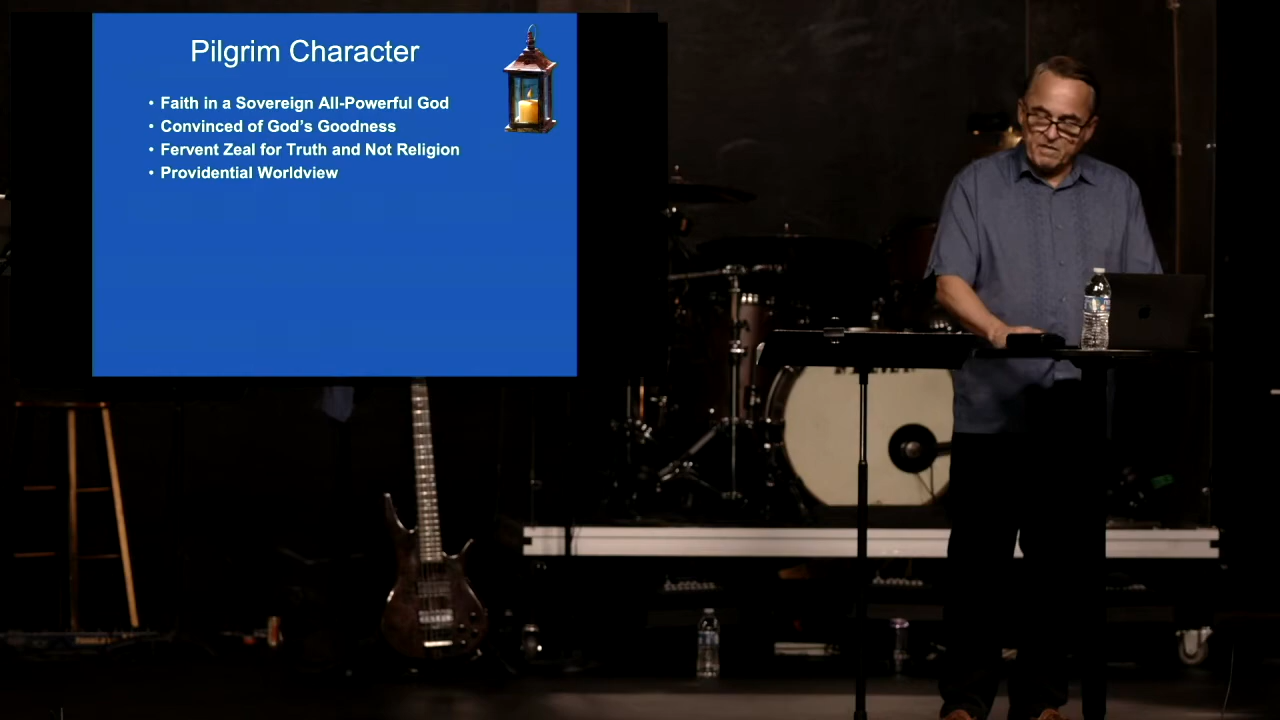 Pilgrim Character
• Faith in a Sovereign All-Powerful God
• Convinced of God's Goodness
• Fervent Zeal for Truth and Not Religion
• Providential Worldview